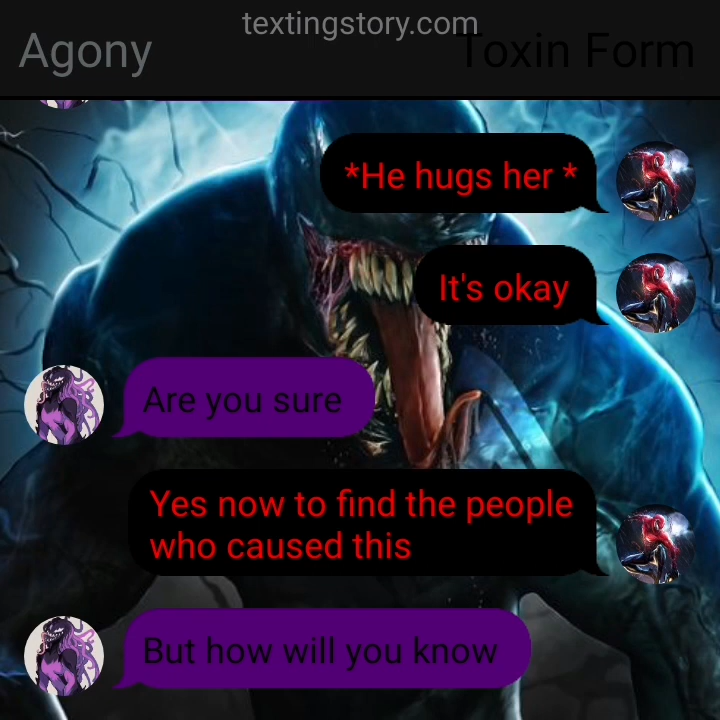 textingstory.com
Agony
Toxin Form
*He hugs her *
It's okay
Are you sure
Yes now to find the people
who caused this
But how will you know